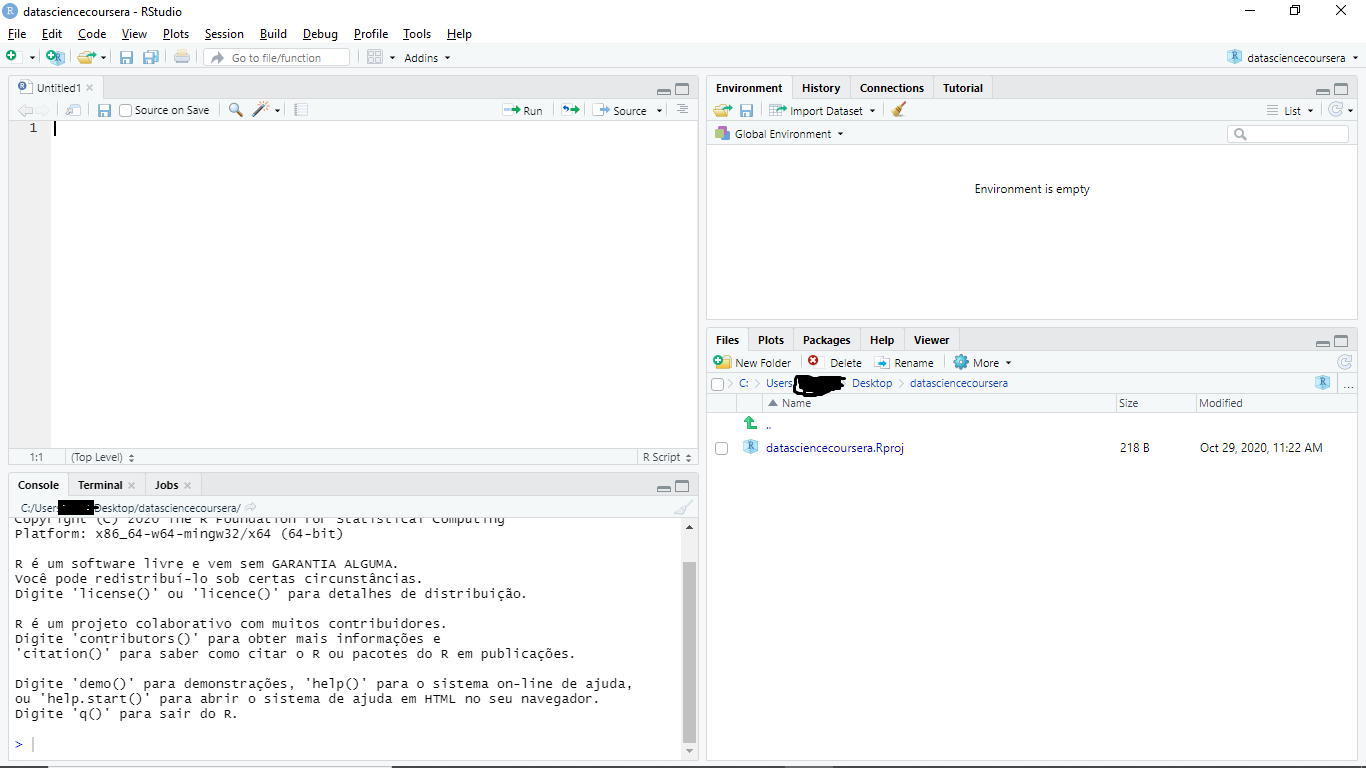 datasciencecoursera - RStudio
File Edit Code View Plots Session Build Debug Profile Tools Help
Go to file/function Addins datasciencecoursera
Untitled1
Source on Save Run Source
1
1:1 (Top Level) R Script
Console Terminal Jobs
C:/Users Desktop/datasciencecoursera/
Copyright (C) 2020 The R Foundation for Statistical Computing
Platform: x86_64-w64-mingw32/x64 (64-bit)
R é um software livre e vem sem GARANTIA ALGUMA.
Você pode redistribuí-lo sob certas circunstâncias.
Digite 'license()' ou 'licence()' para detalhes de distribuição.
R é um projeto colaborativo com muitos contribuidores.
Digite 'contributors()' para obter mais informações e
'citation()' para saber como citar o R ou pacotes do R em publicações.
Digite 'demo()' para demonstrações, 'help()' para o sistema on-line de ajuda,
ou 'help.start()' para abrir o sistema de ajuda em HTML no seu navegador.
Digite 'q()' para sair do R.
>
Environment History Connections Tutorial
Import Dataset List
Global Environment
Environment is empty
Files Plots Packages Help Viewer
New Folder Delete Rename More
C: Users Desktop datasciencecoursera ...
Name Size Modified
..
datasciencecoursera.Rproj 218 B Oct 29, 2020, 11:22 AM